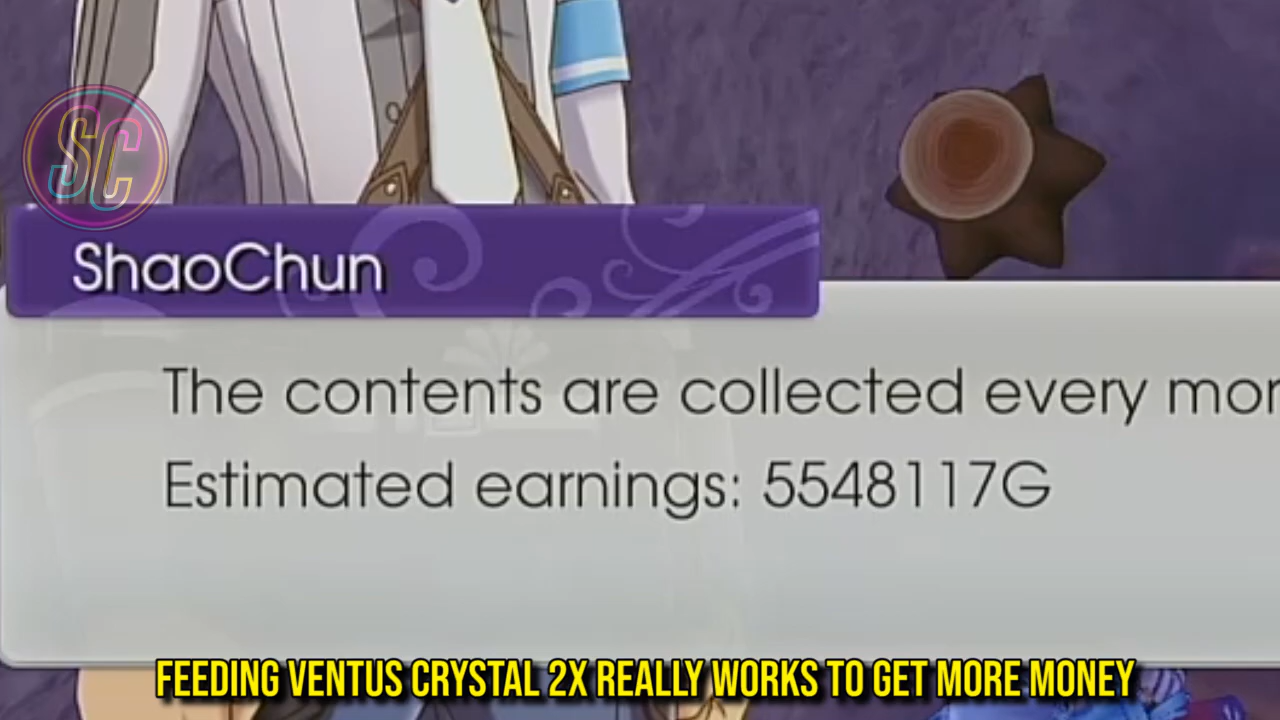 SC
ShaoChun
The contents are collected every mor
Estimated earnings: 5548117G
FEEDING VENTUS CRYSTAL 2X REALLY WORKS TO GET MORE MONEY